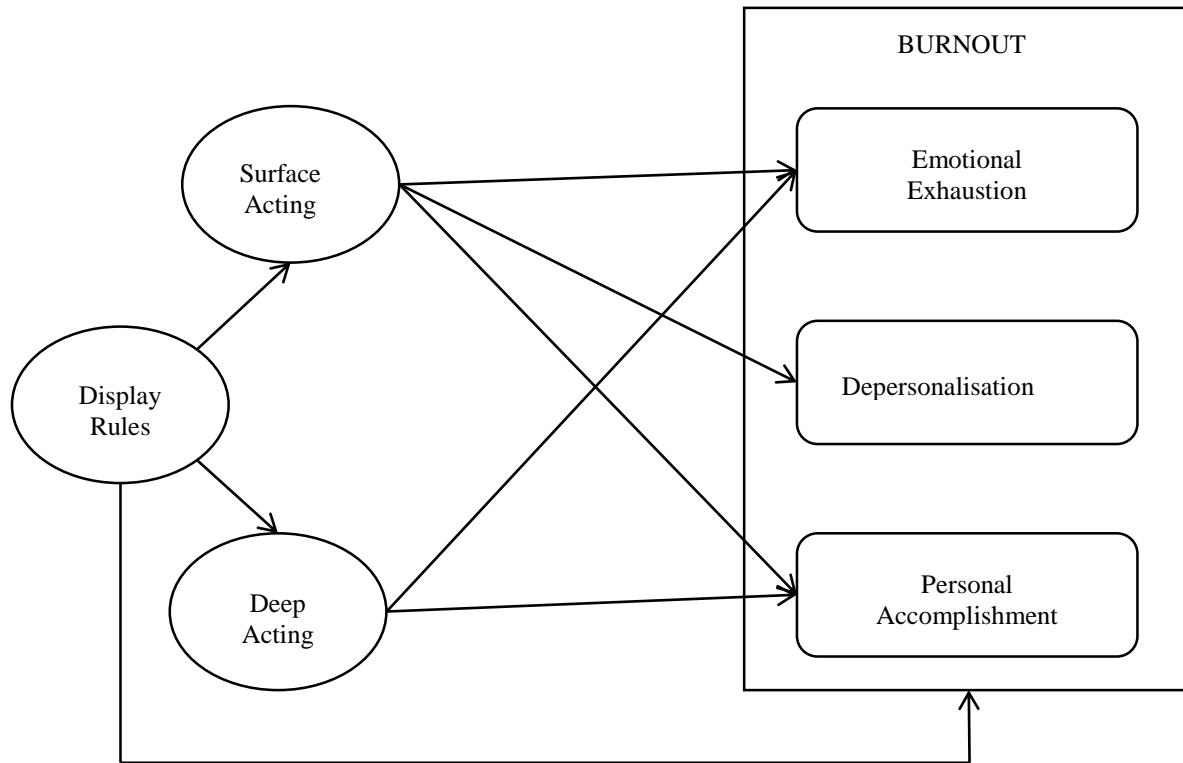 BURNOUT
Surface
Acting
Emotional
Exhaustion
Display
Rules
Depersonalisation
Deep
Acting
Personal
Accomplishment